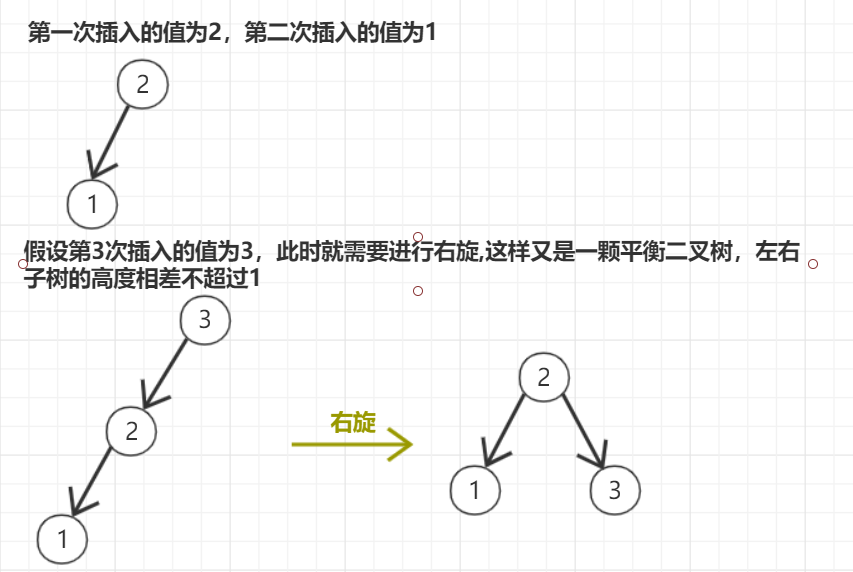 第一次插入的值为2，第二次插入的值为1
2
1
假设第3次插入的值为3，此时就需要进行右旋,这样又是一颗平衡二叉树，左右
子树的高度相差不超过1
3
2
右旋
2
1
3
1